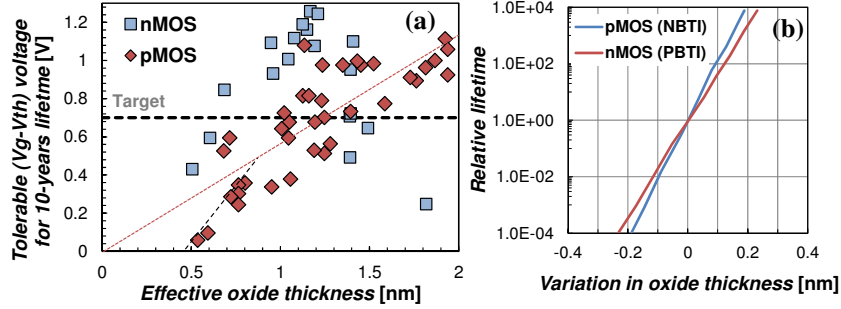 Tolerable (Vg-Vth) voltage
for 10-years lifetme [V]
1.2
1
0.8
0.6
0.4
0.2
0
nMOS
pMOS
(a)
Target
0
0.5
1
1.5
2
Effective oxide thickness [nm]
Relative lifetime
1.0E+04
1.0E+02
1.0E+00
1.0E-02
1.0E-04
pMOS (NBTI)
nMOS (PBTI)
(b)
-0.4
-0.2
0
0.2
0.4
Variation in oxide thickness [nm]